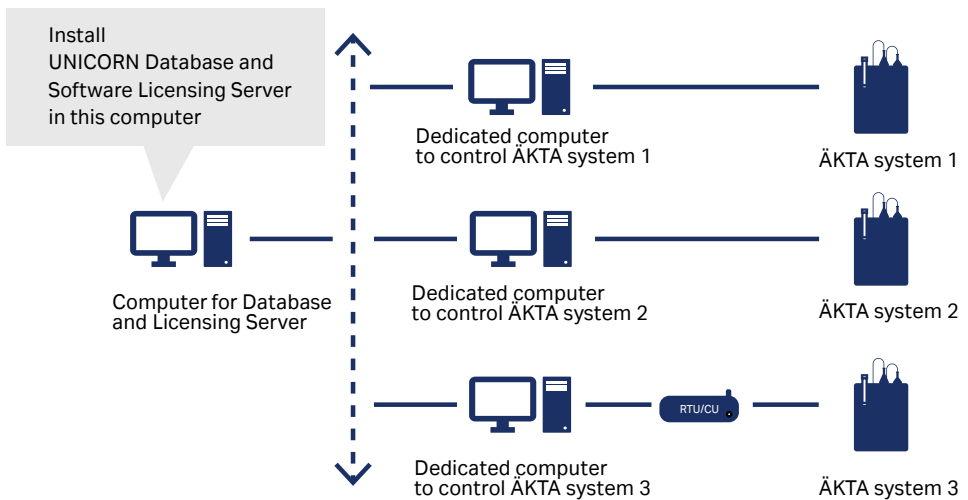 Install
UNICORN Database and
Software Licensing Server
in this computer
Dedicated computer
to control ÄKTA system 1
ÄKTA system 1
Computer for Database
and Licensing Server
Dedicated computer
to control ÄKTA system 2
ÄKTA system 2
RTU/CU
Dedicated computer
to control ÄKTA system 3
ÄKTA system 3